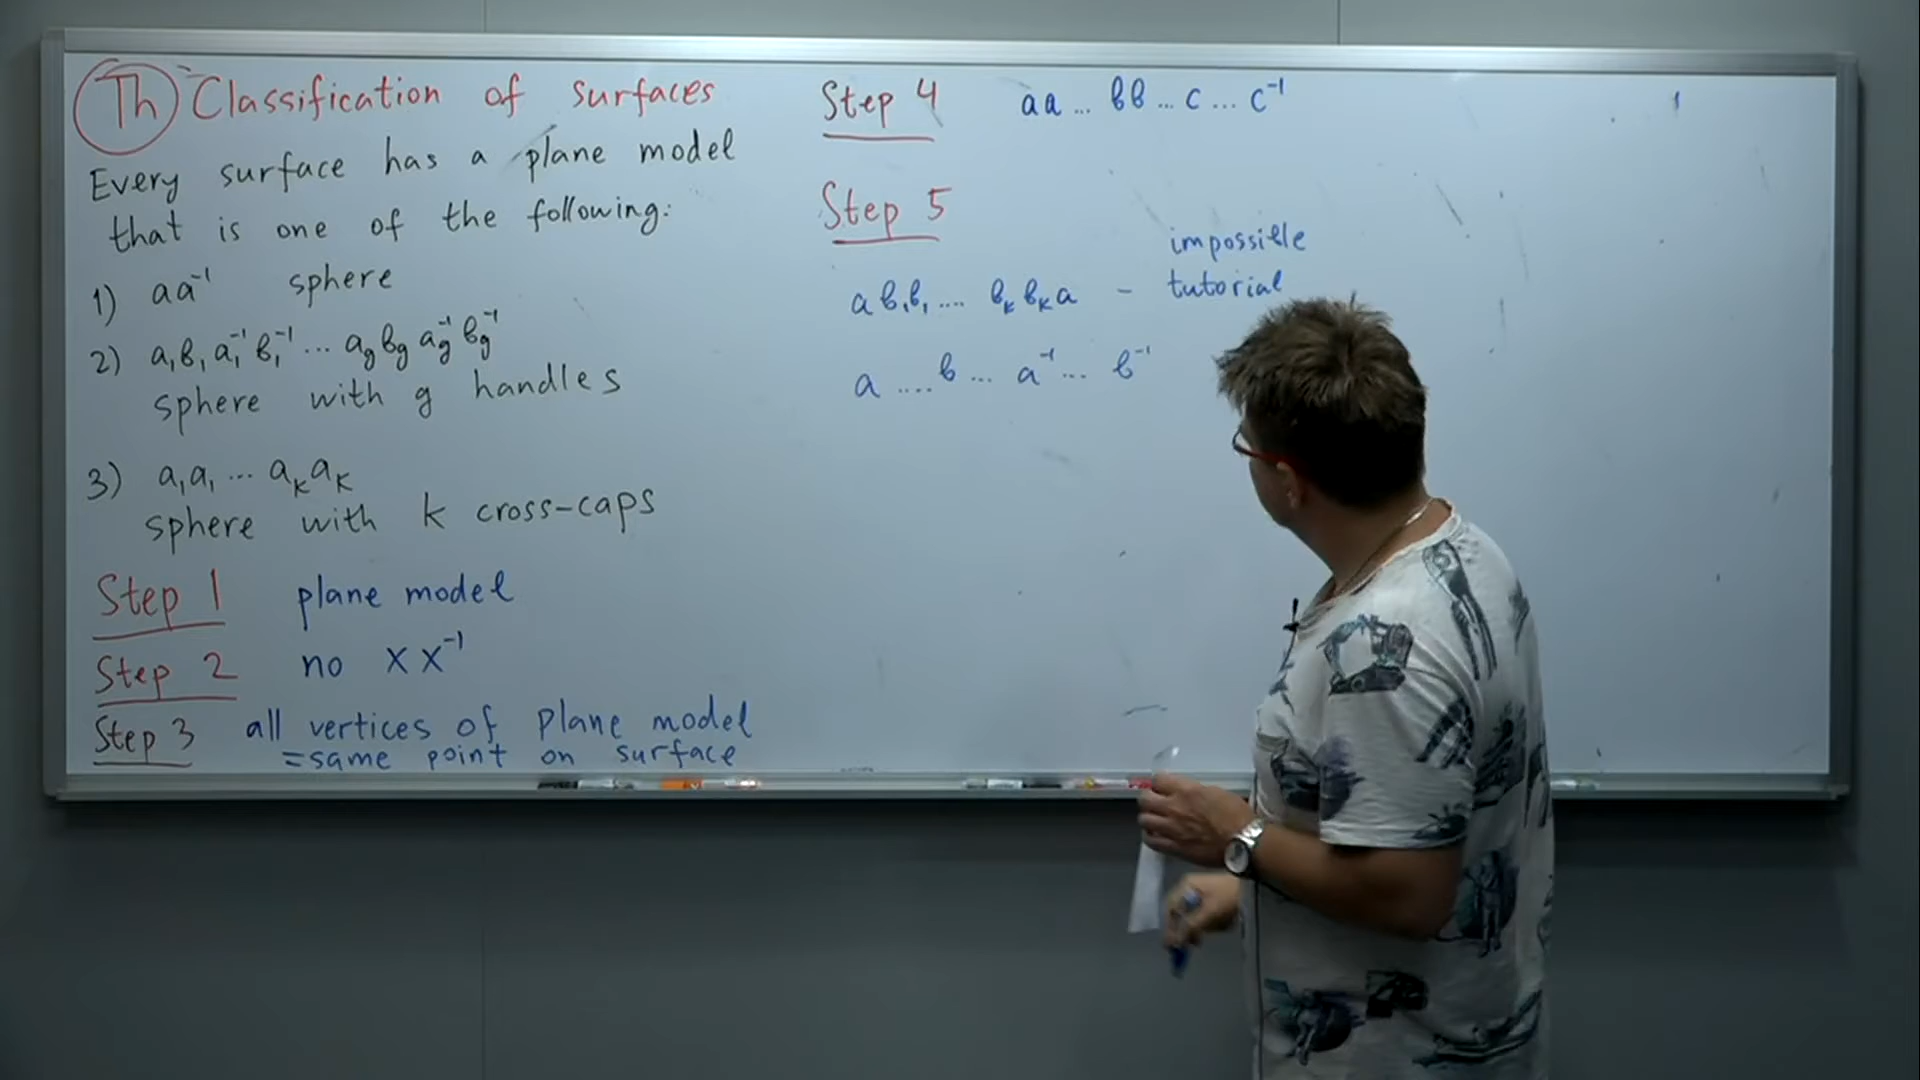 Th Classification of surfaces
Every surface has a plane model
that is one of the following:
1) aa⁻¹ sphere
2) a₁b₁a₁⁻¹b₁⁻¹ ... a_g b_g a_g⁻¹ b_g⁻¹
sphere with g handles
3) a₁a₁ ... a_k a_k
sphere with k cross-caps
Step 1 plane model
Step 2 no x x⁻¹
Step 3 all vertices of plane model
= same point on surface
Step 4 aa ... bb ... c ... c⁻¹
Step 5
impossible
a b₁b₁ .... b_k b_k a - tutorial
a .... b ... a⁻¹ ... b⁻¹